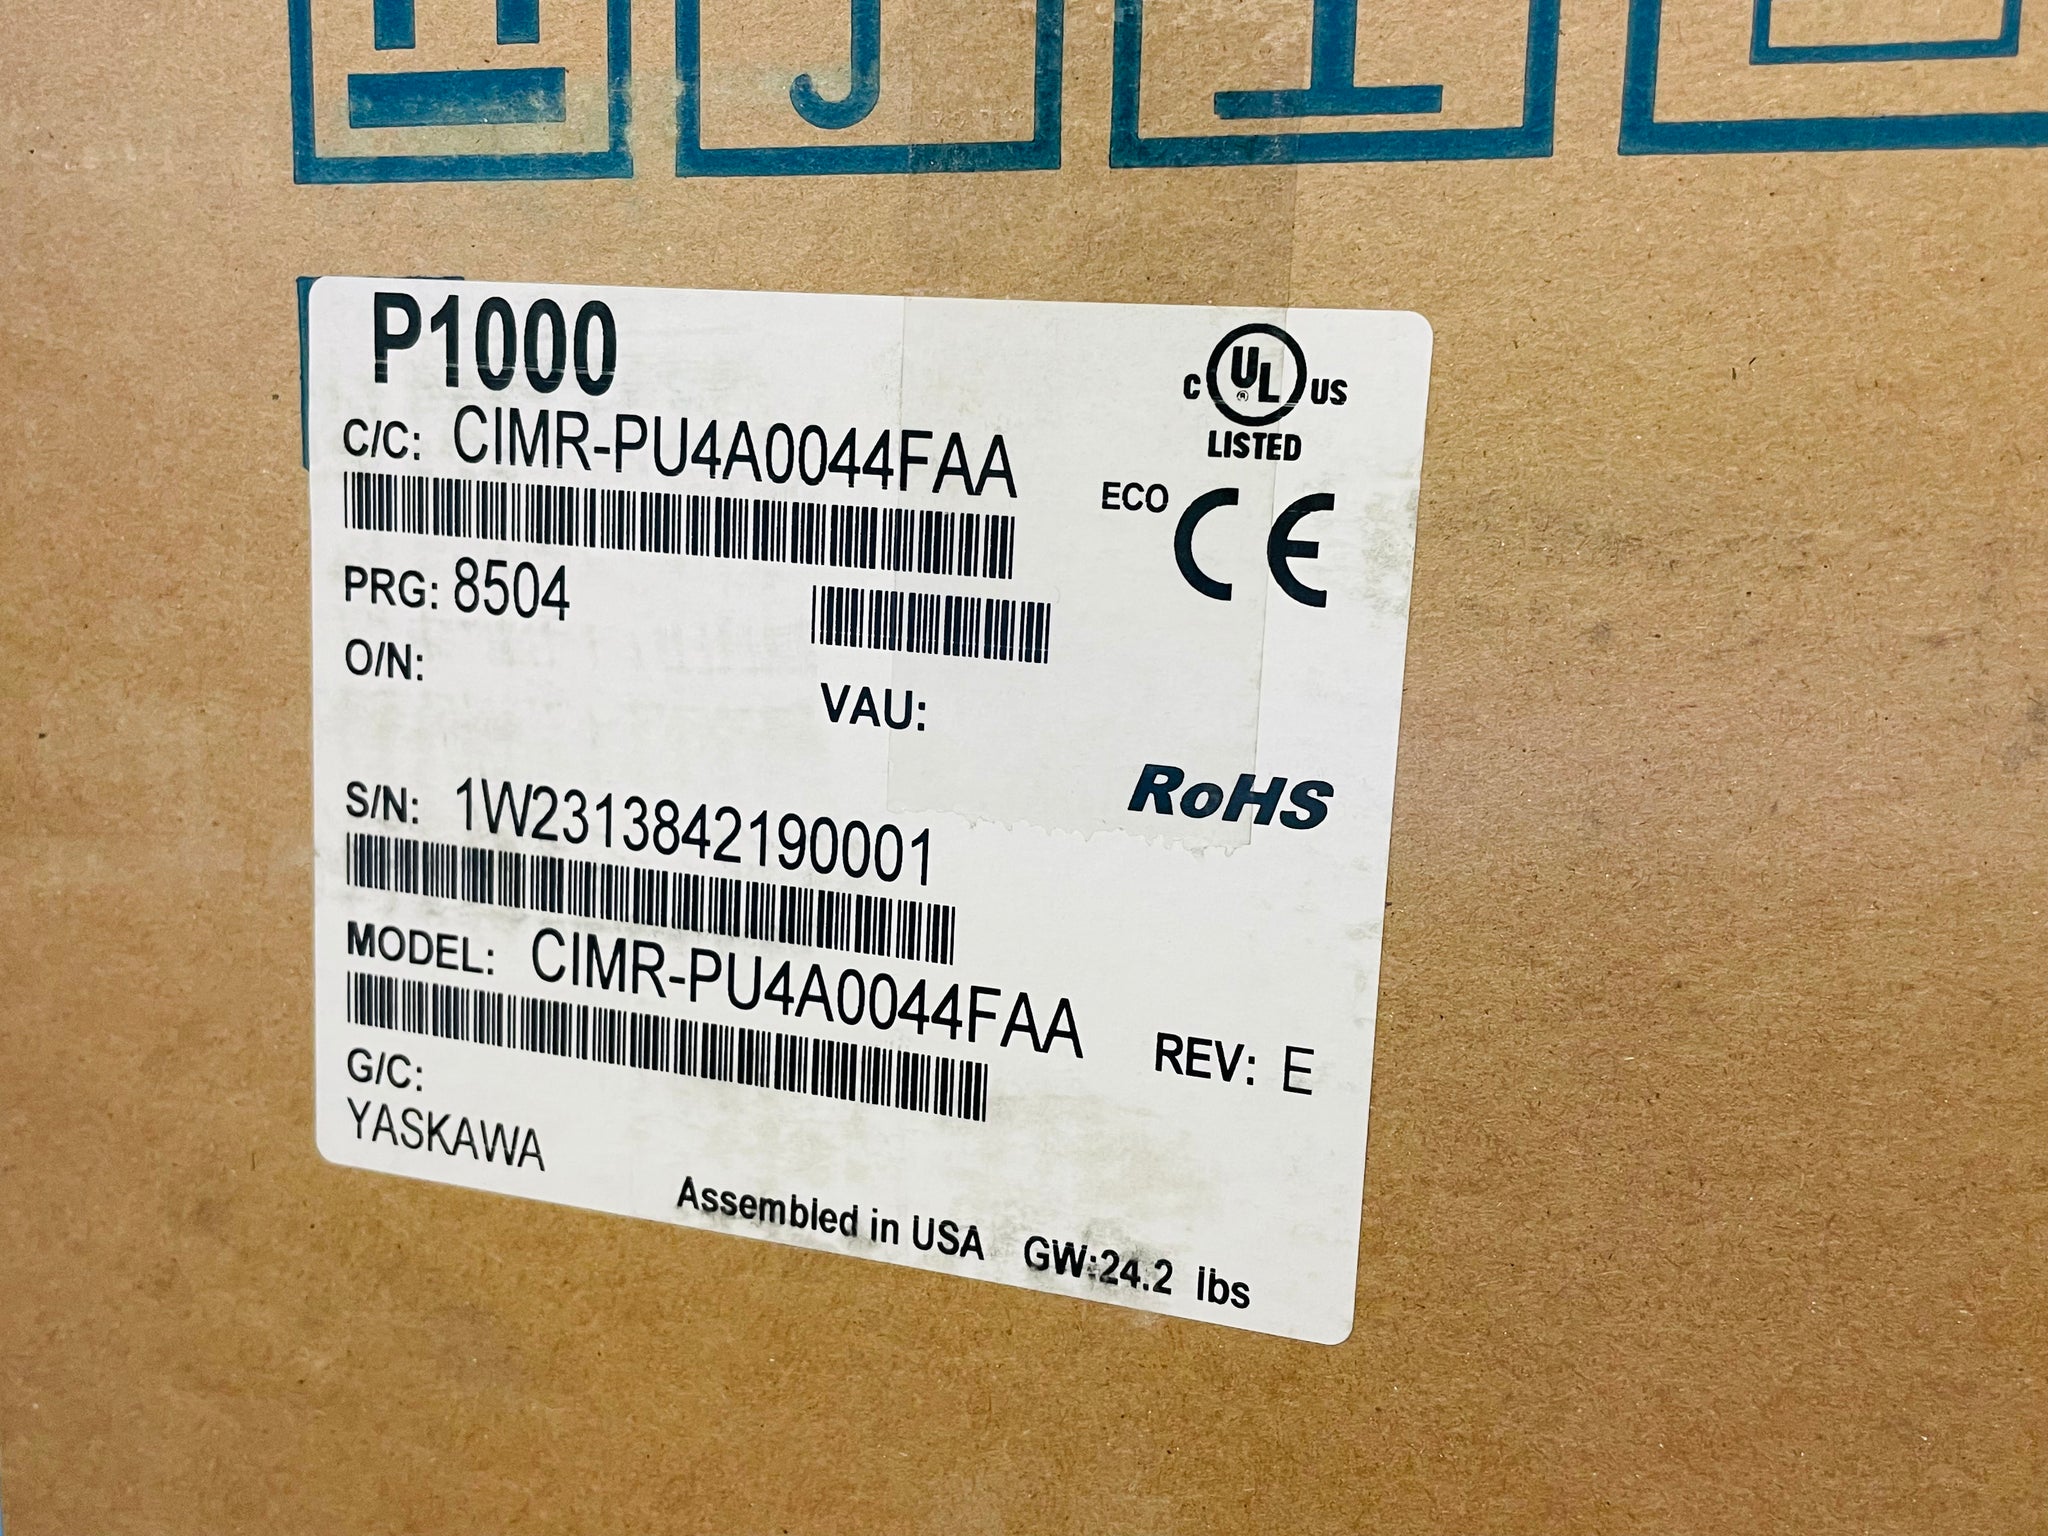 P1000
C UL ® US
LISTED
C/C: CIMR-PU4A0044FAA
ECO CE
PRG: 8504
O/N:
VAU:
RoHS
S/N: 1W2313842190001
MODEL: CIMR-PU4A0044FAA
REV: E
G/C:
YASKAWA
Assembled in USA GW:24.2 lbs